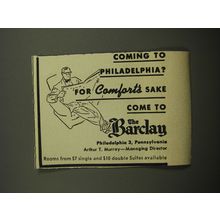 COMING TO
PHILADELPHIA?
FOR Comfort's SAKE
COME TO
The Barclay
Philadelphia 3, Pennsylvania
Arthur T. Murray—Managing Director
Rooms from $7 single and $10 double Suites available